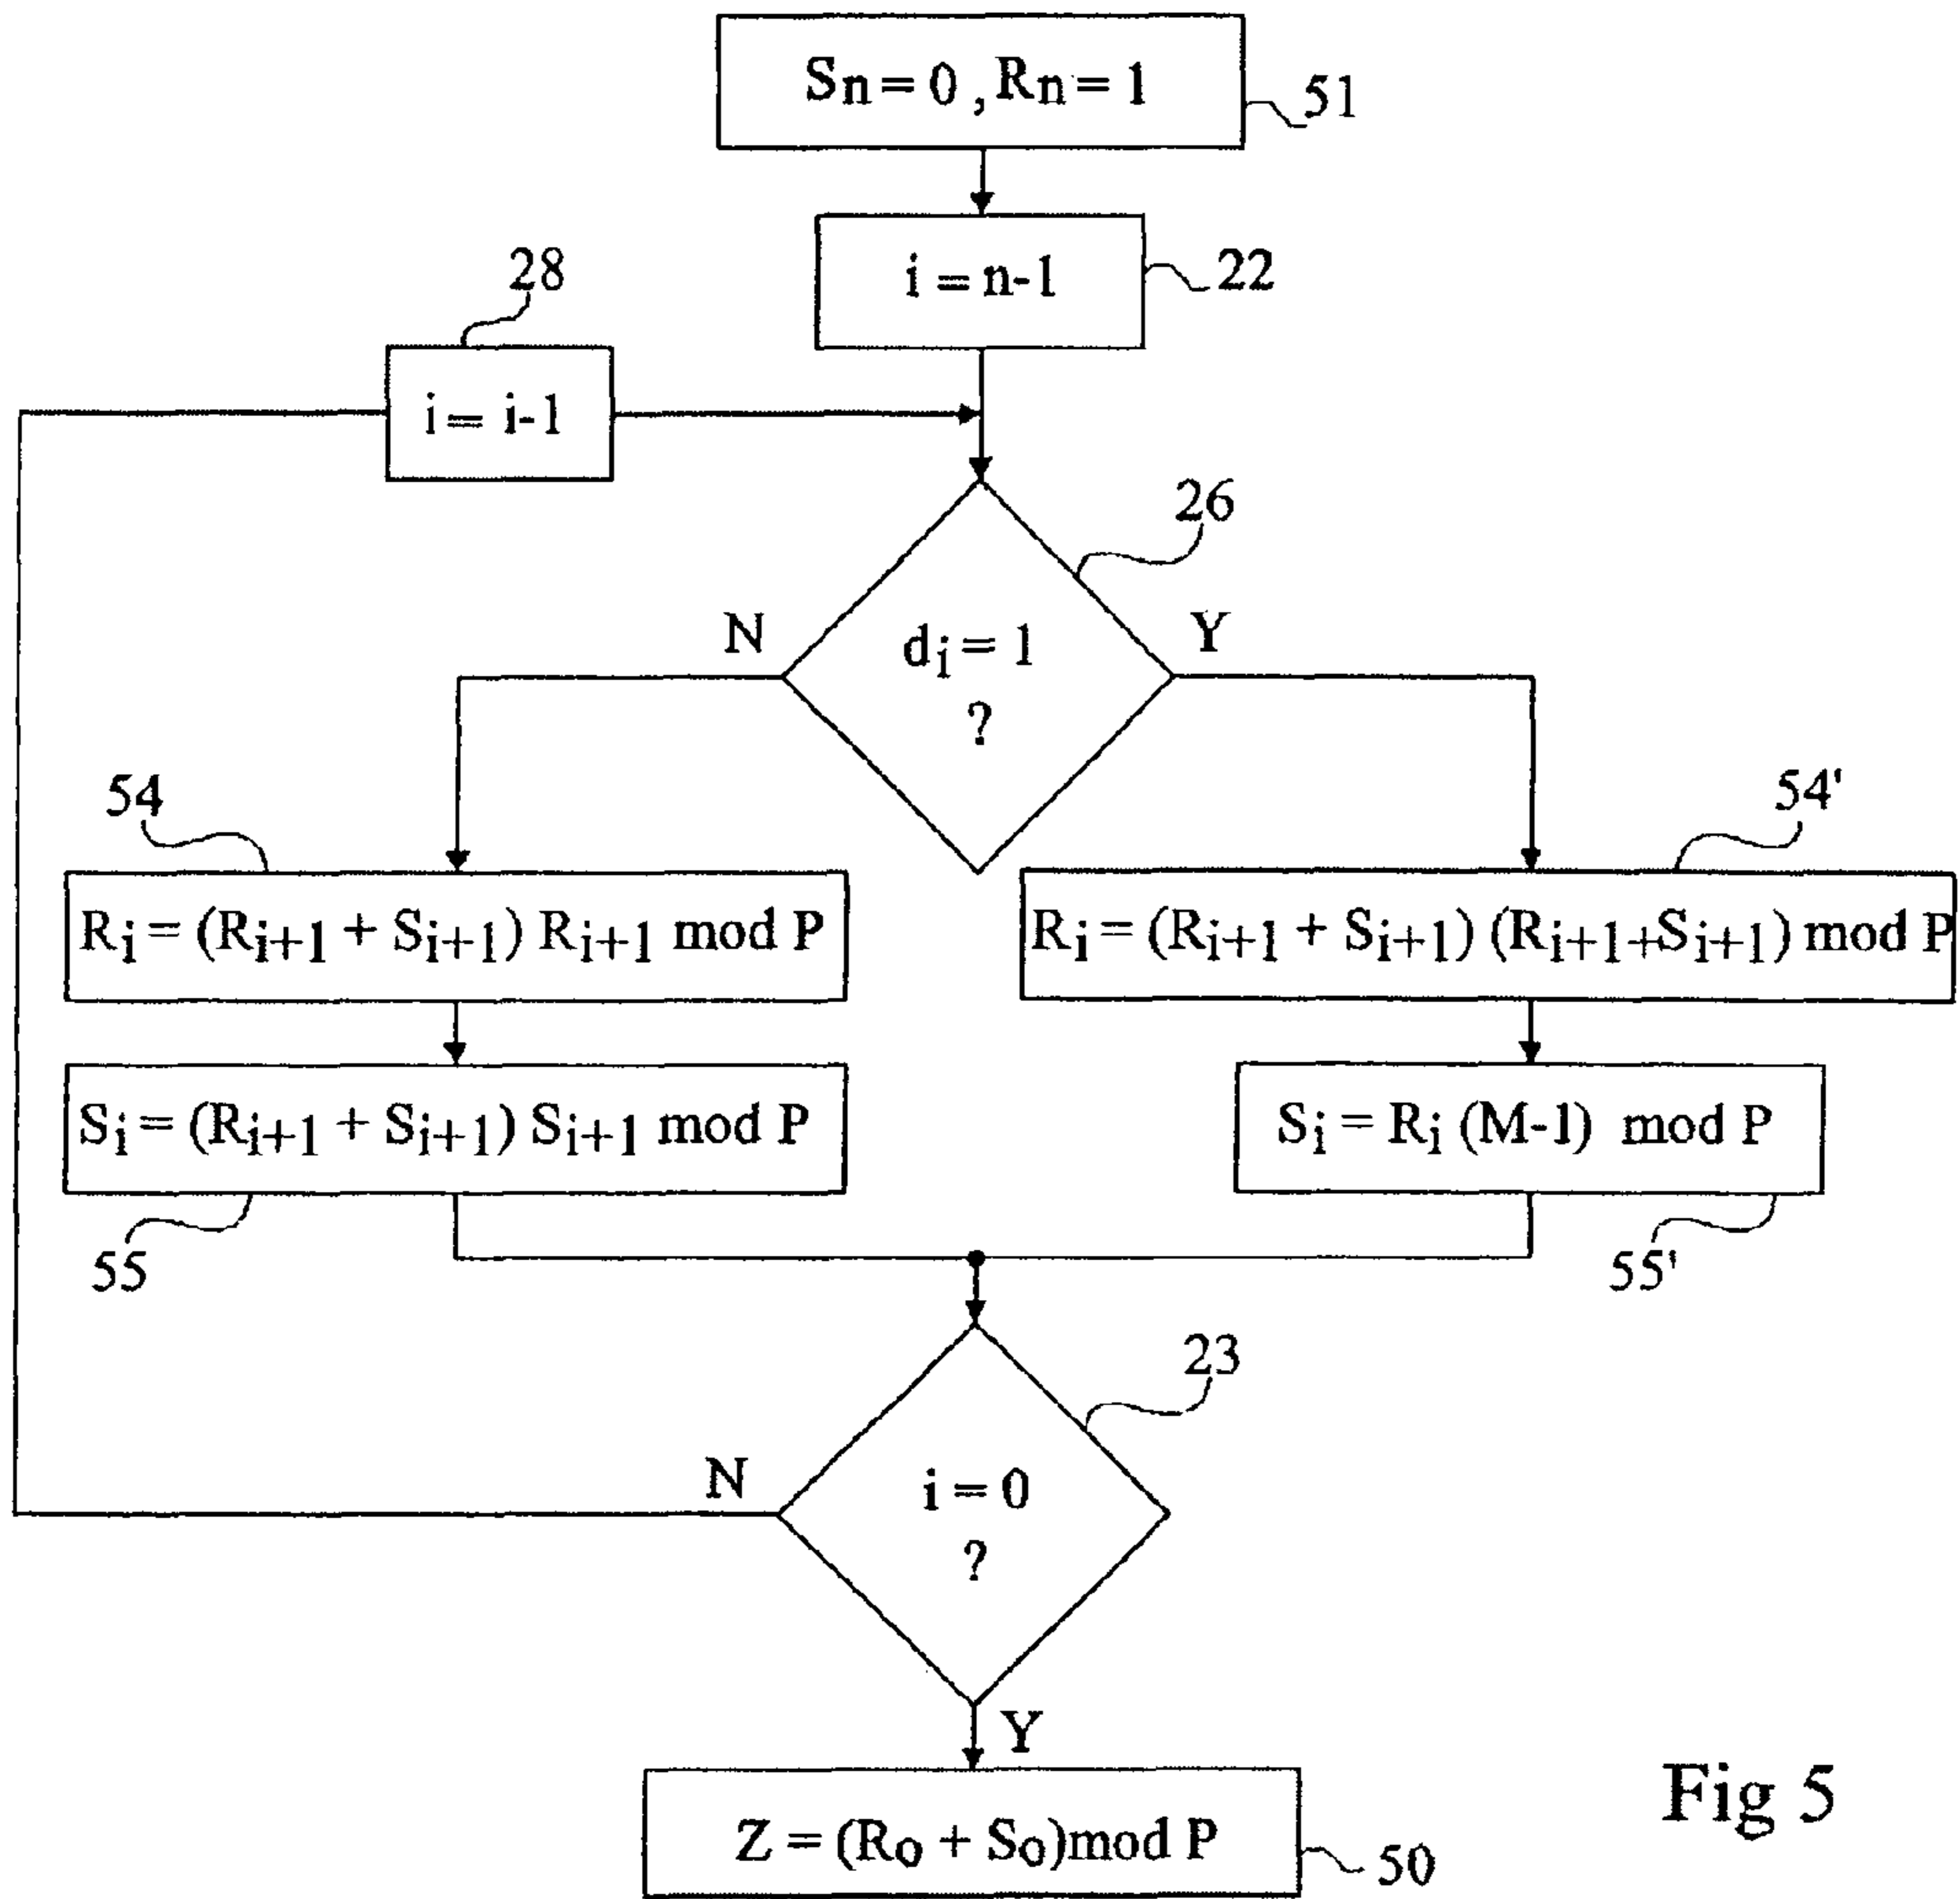 Sn = 0 , Rn = 1
51
i = n-1
22
28
i = i-1
26
N
di = 1
?
Y
54
54'
Ri = (Ri+1 + Si+1) Ri+1 mod P
Ri = (Ri+1 + Si+1) (Ri+1+Si+1) mod P
Si = (Ri+1 + Si+1) Si+1 mod P
Si = Ri (M-1) mod P
55
55'
23
N
i = 0
?
Y
Z = (Ro + So)mod P
50
Fig 5